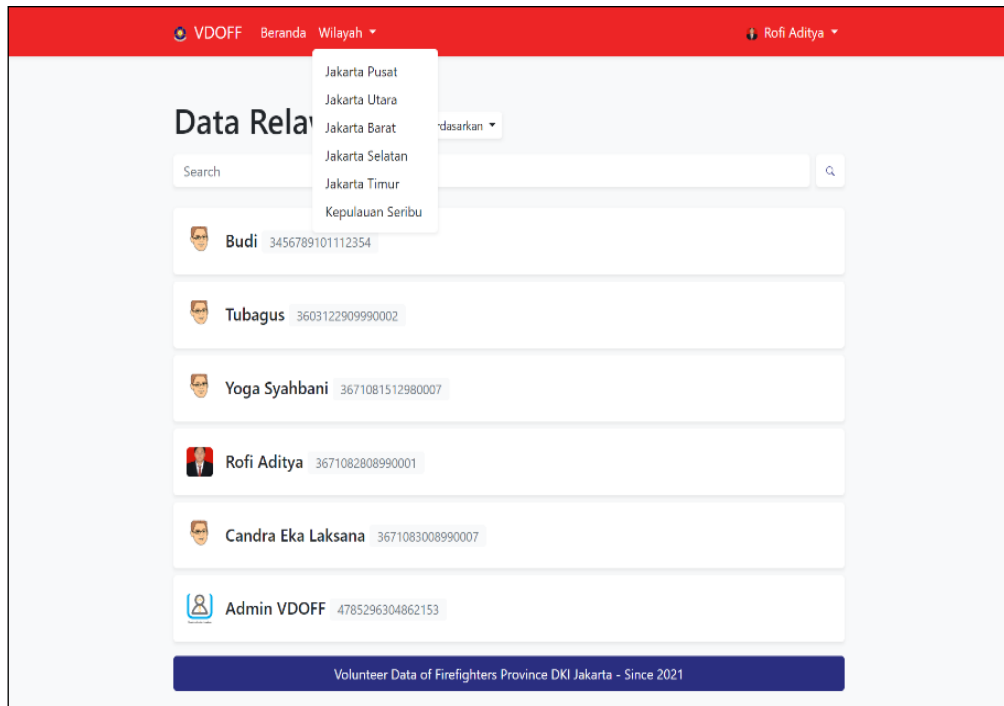 VDOFF Beranda Wilayah Rofi Aditya
Jakarta Pusat
Jakarta Utara
Jakarta Barat
Jakarta Selatan
Jakarta Timur
Kepulauan Seribu
Data Rela
rdasarkan
Search
Budi 3456789101112354
Tubagus 3603122909990002
Yoga Syahbani 3671081512980007
Rofi Aditya 3671082808990001
Candra Eka Laksana 3671083008990007
Admin VDOFF 4785296304862153
Volunteer Data of Firefighters Province DKI Jakarta - Since 2021